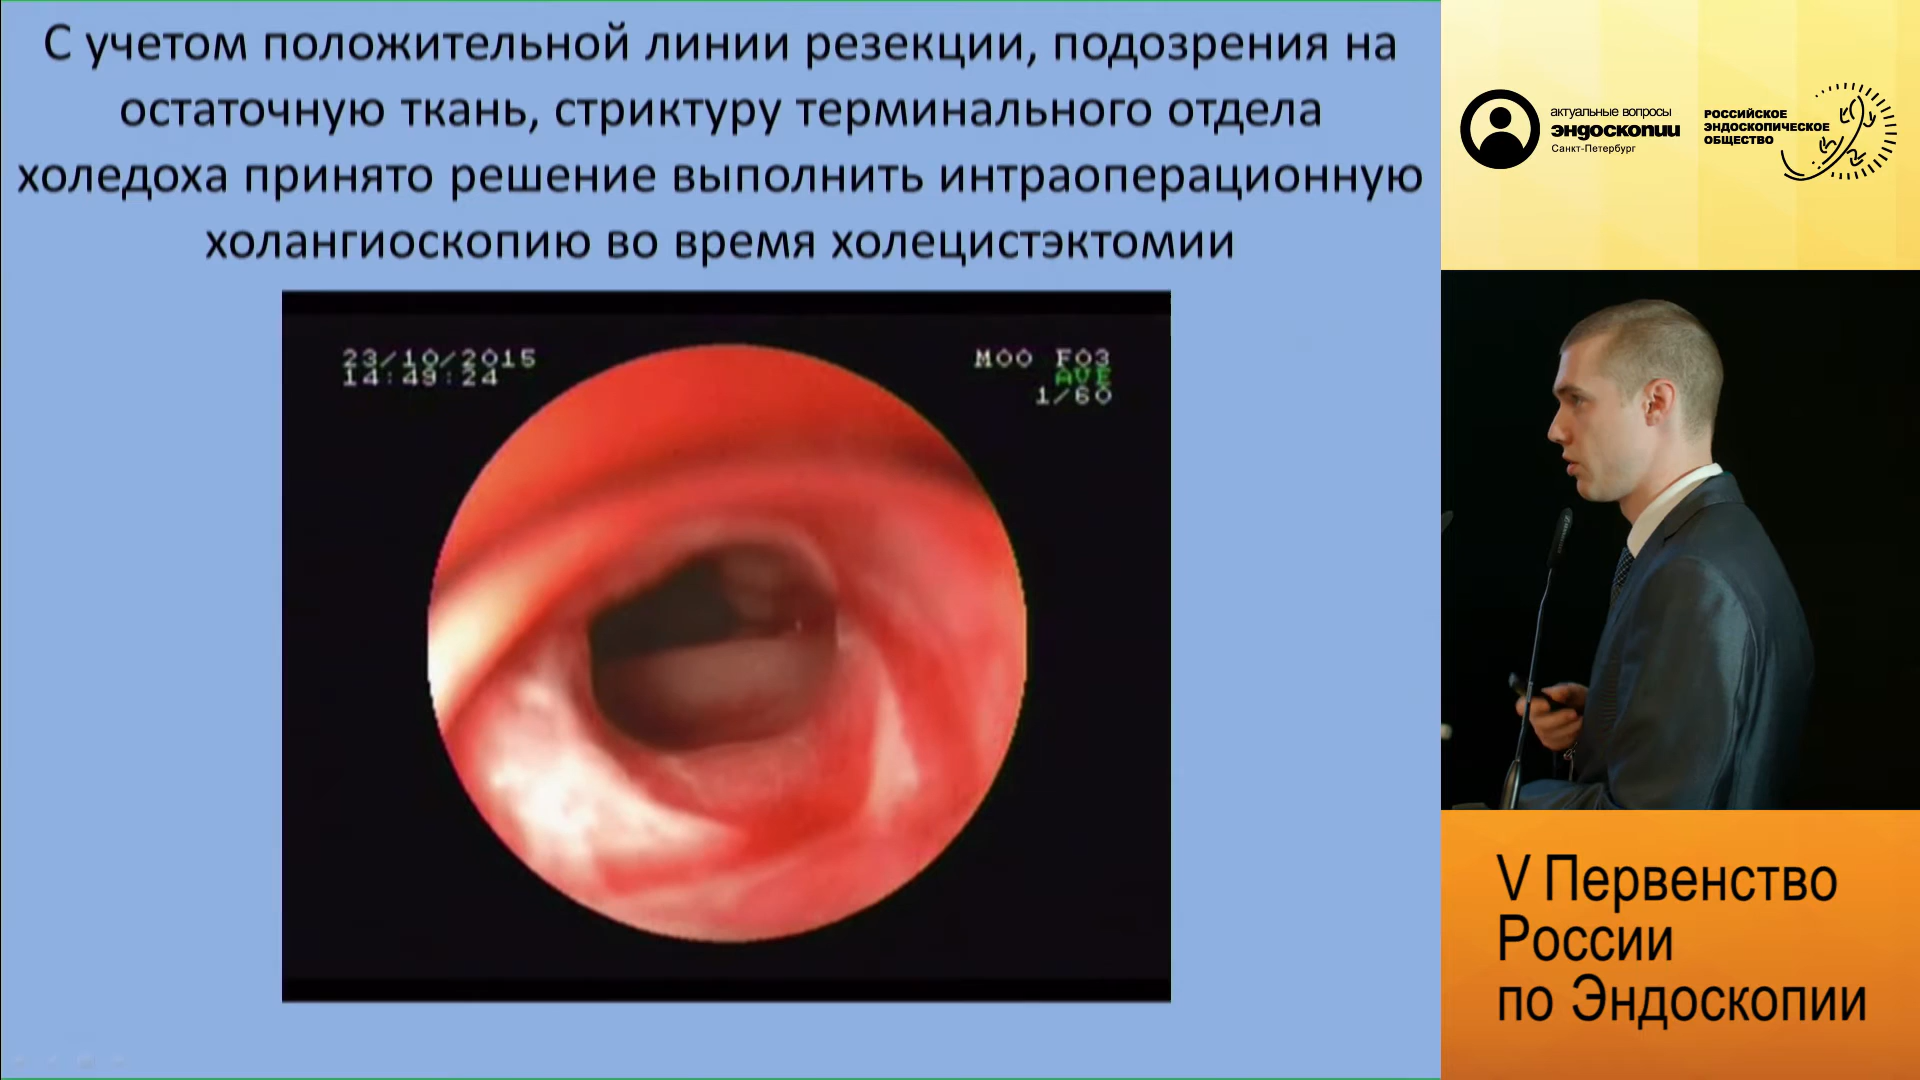 С учетом положительной линии резекции, подозрения на
остаточную ткань, стриктуру терминального отдела
холедоха принято решение выполнить интраоперационную
холангиоскопию во время холецистэктомии
23/10/2015
14:49:24
M00 F03
AVE
1/60
актуальные вопросы
эндоскопии
Санкт-Петербург
РОССИЙСКОЕ
ЭНДОСКОПИЧЕСКОЕ
ОБЩЕСТВО
V Первенство
России
по Эндоскопии